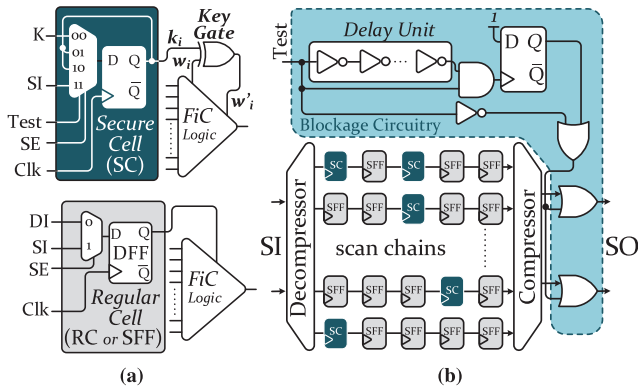 K
00
01
10
11
SI
Test
SE
Clk
D Q
Q̅
Secure
Cell
(SC)
k_i
Key
Gate
w_i
w'_i
FiC
Logic
DI
SI
SE
Clk
0
1
D Q
DFF
Q̅
Regular
Cell
(RC or SFF)
FiC
Logic
(a)
Test
Delay Unit
...
1
D Q
Q̅
Blockage Circuitry
SI
Decompressor
SC SFF SC SFF SFF
SFF SFF SC SFF SFF
scan chains
SFF SFF SFF SC SFF
SC SFF SFF SFF SFF
Compressor
SO
(b)